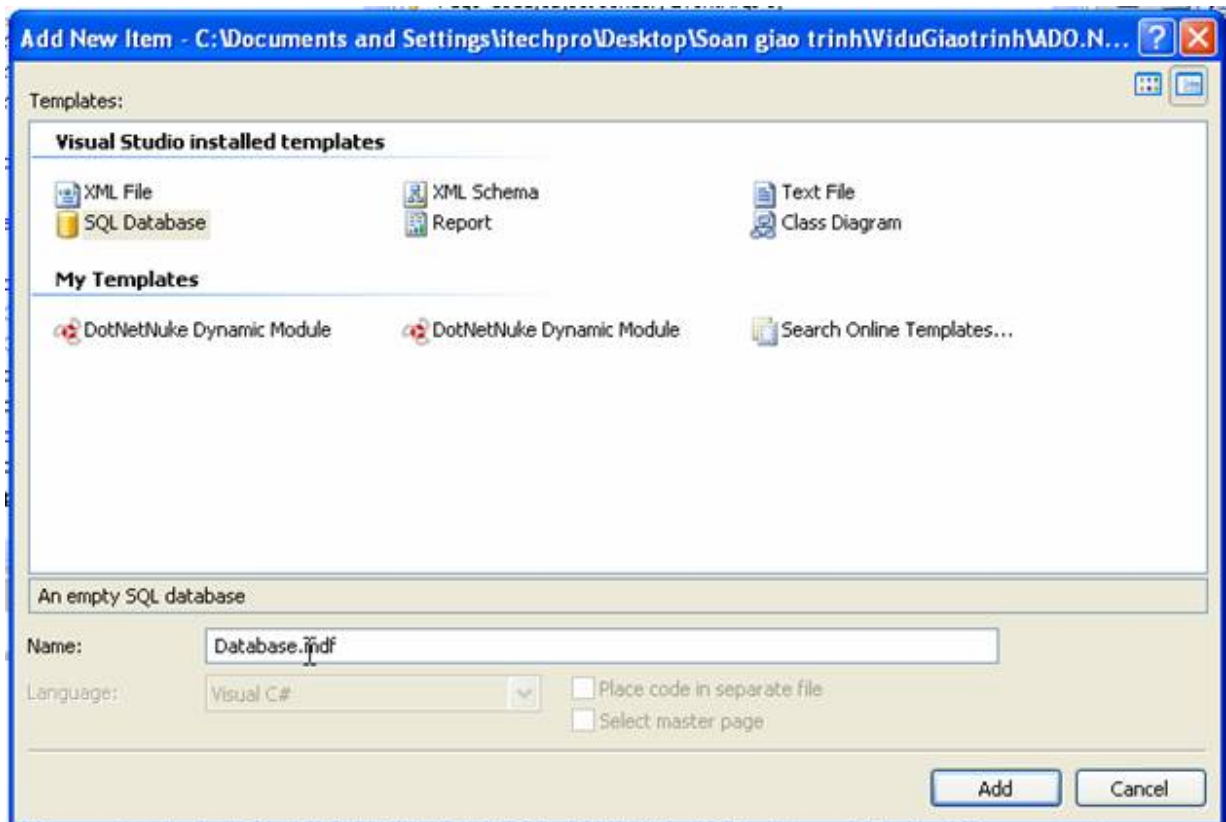 Add New Item - C:\Documents and Settings\itechpro\Desktop\Soan giao trinh\ViduGiaotrinh\ADO.N...
Templates:
Visual Studio installed templates
XML File XML Schema Text File
SQL Database Report Class Diagram
My Templates
DotNetNuke Dynamic Module DotNetNuke Dynamic Module Search Online Templates...
An empty SQL database
Name: Database.mdf
Language: Visual C# Place code in separate file
Select master page
Add Cancel